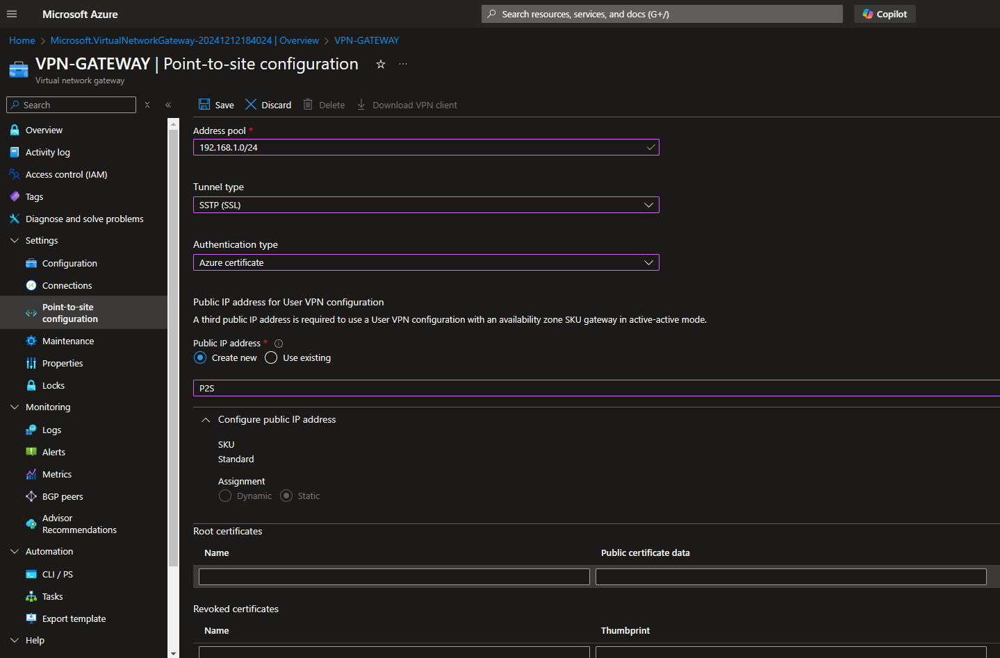 Microsoft Azure
Search resources, services, and docs (G+/)
Copilot
Home > Microsoft.VirtualNetworkGateway-20241212184024 | Overview > VPN-GATEWAY
VPN-GATEWAY | Point-to-site configuration
Virtual network gateway
Search
Save
Discard
Delete
Download VPN client
Overview
Activity log
Access control (IAM)
Tags
Diagnose and solve problems
Settings
Configuration
Connections
Point-to-site
configuration
Maintenance
Properties
Locks
Monitoring
Logs
Alerts
Metrics
BGP peers
Advisor
Recommendations
Automation
CLI / PS
Tasks
Export template
Help
Address pool *
192.168.1.0/24
Tunnel type
SSTP (SSL)
Authentication type
Azure certificate
Public IP address for User VPN configuration
A third public IP address is required to use a User VPN configuration with an availability zone SKU gateway in active-active mode.
Public IP address *
Create new
Use existing
P2S
Configure public IP address
SKU
Standard
Assignment
Dynamic
Static
Root certificates
Name
Public certificate data
Revoked certificates
Name
Thumbprint